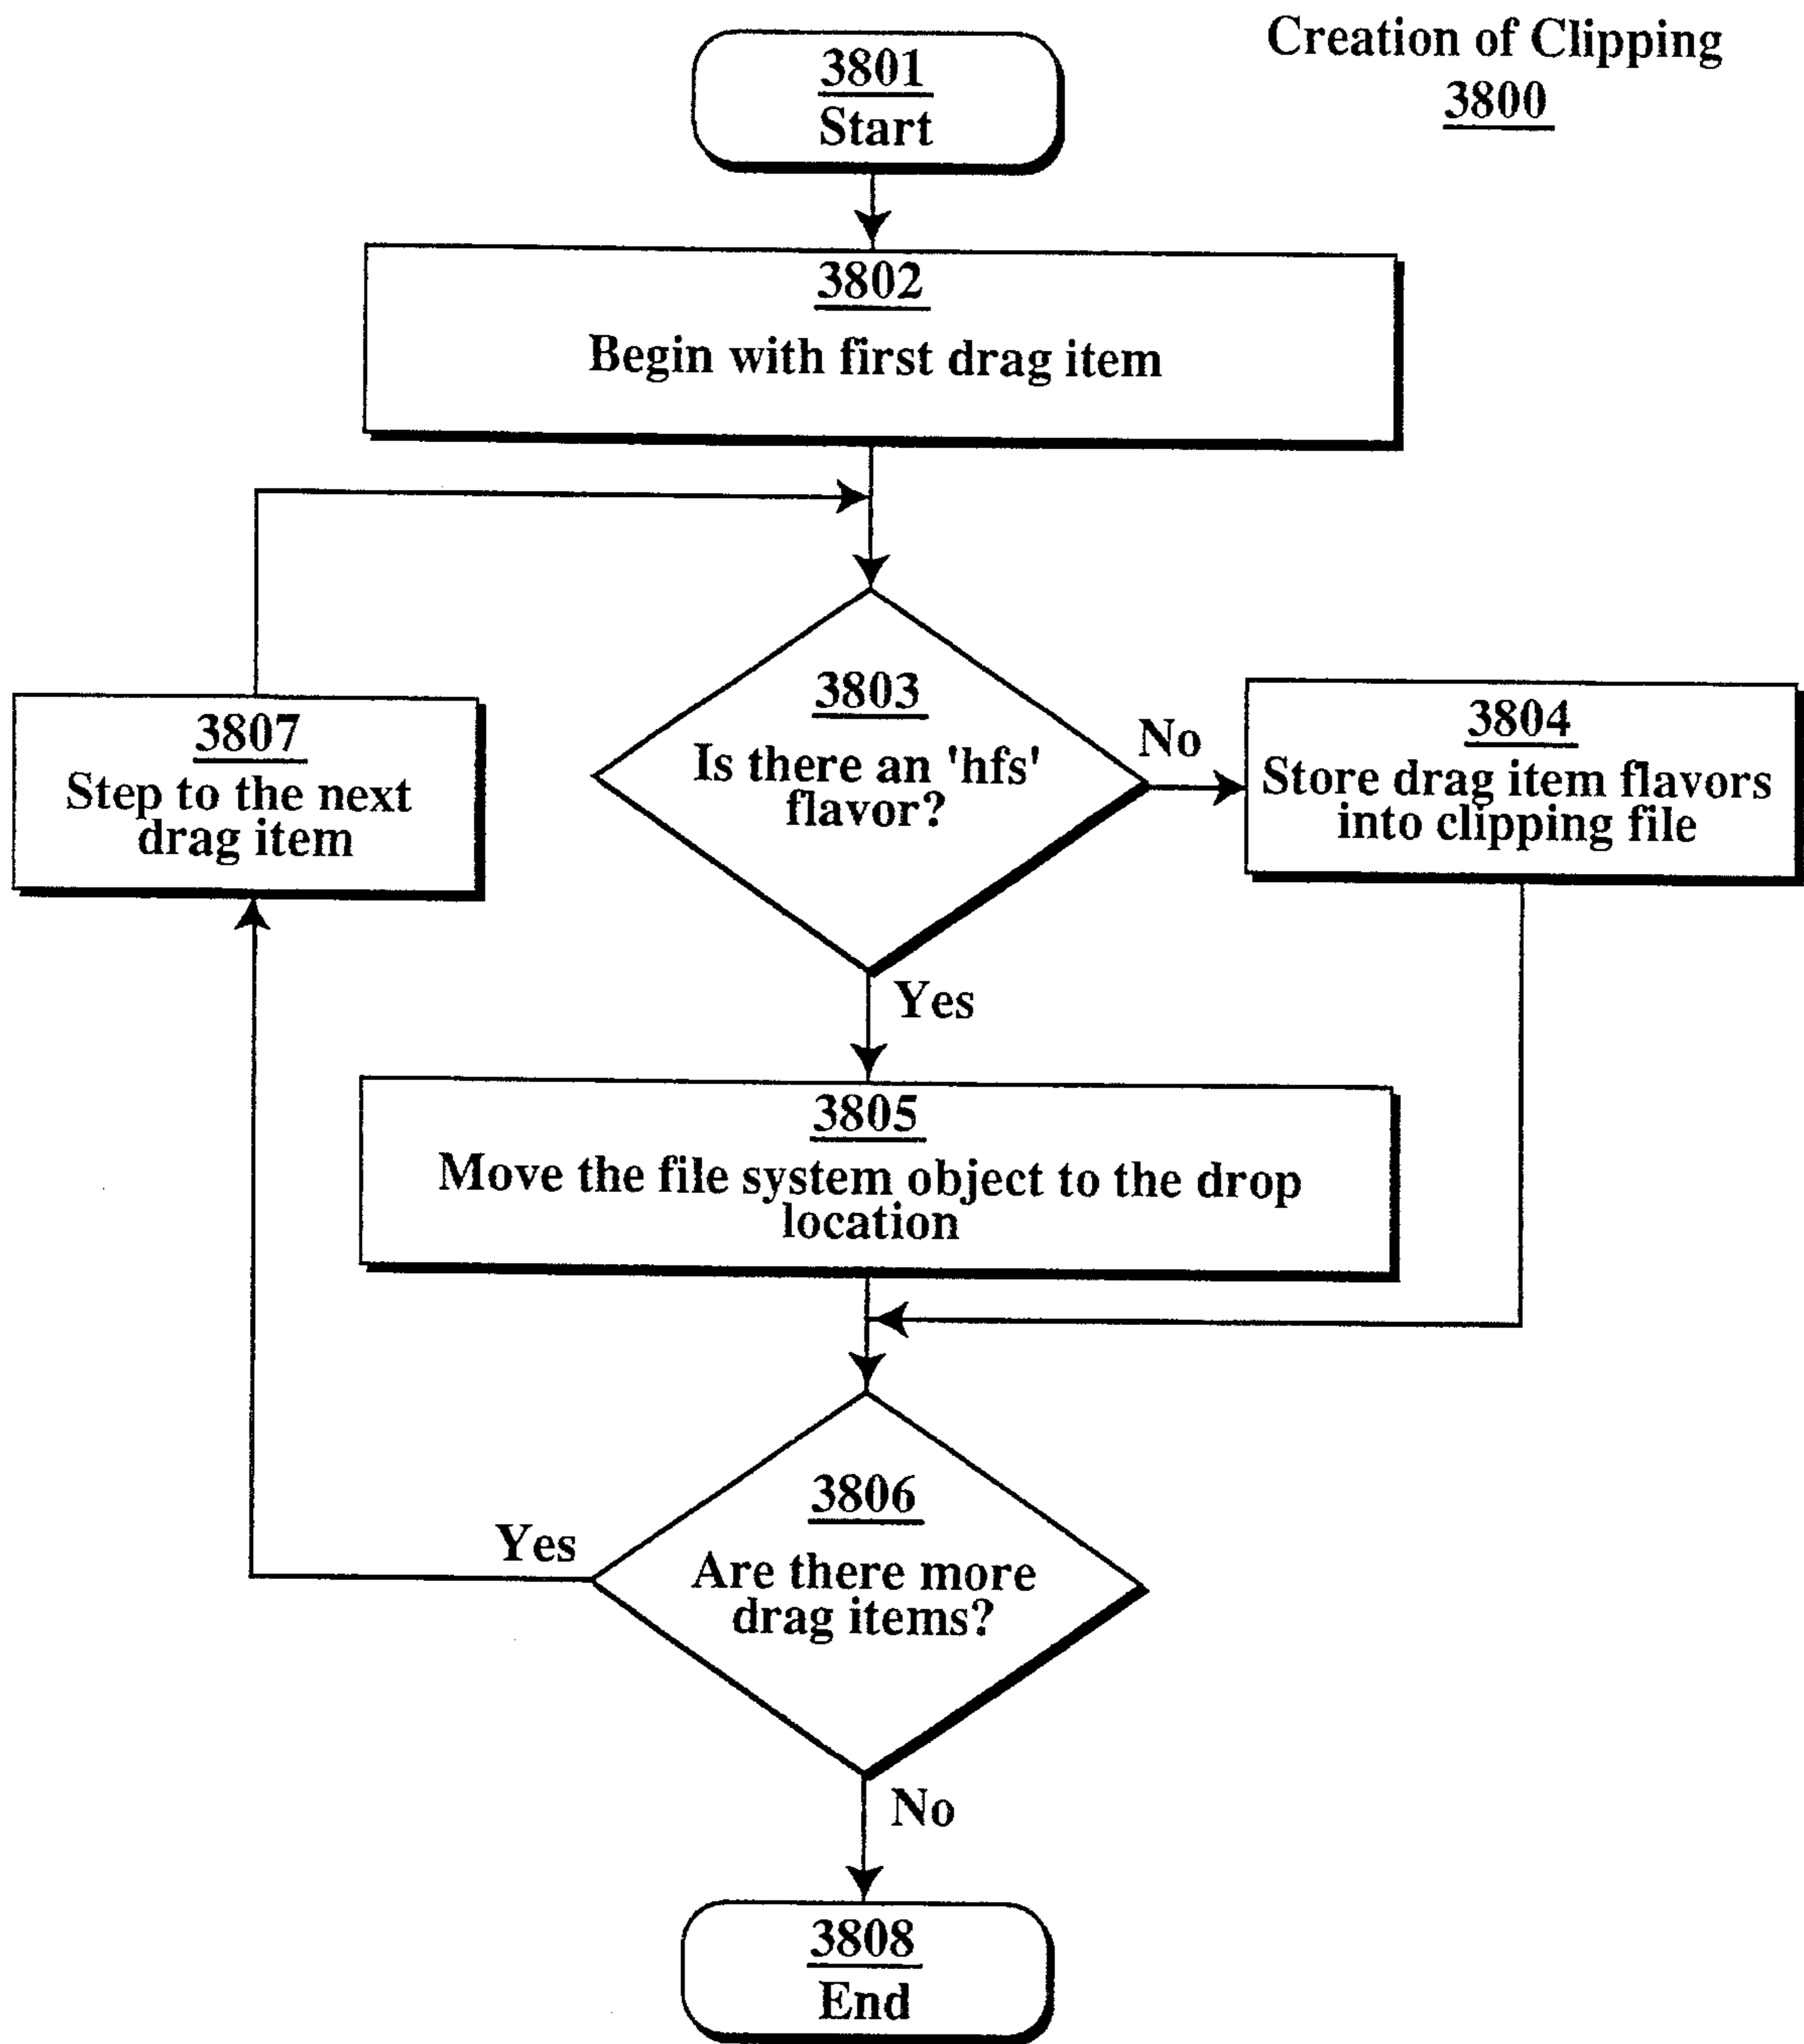 Creation of Clipping
3800
3801
Start
3802
Begin with first drag item
3803
Is there an 'hfs'
flavor?
No
3804
Store drag item flavors
into clipping file
3807
Step to the next
drag item
Yes
3805
Move the file system object to the drop
location
3806
Are there more
drag items?
Yes
No
3808
End